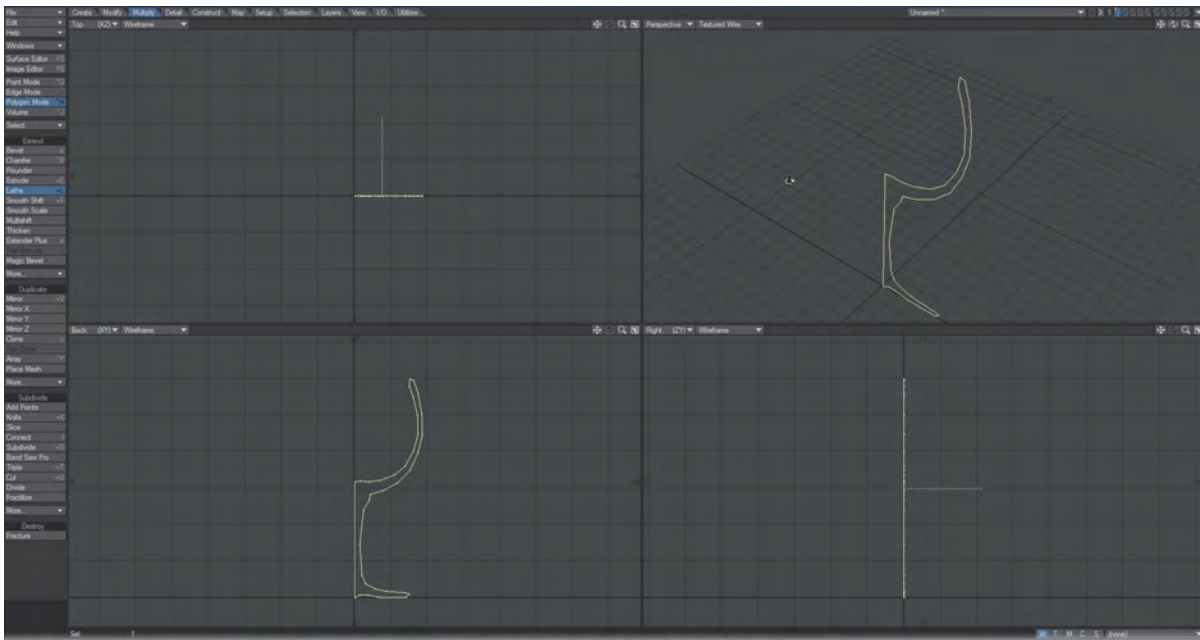 File
Edit
Help
Windows
Surface Editor F5
Image Editor F6
Point Mode ^G
Edge Mode
Polygon Mode
Volume
Select
Extend
Bevel
Chamfer
Rounder
Extrude
Lathe
Smooth Shift
Smooth Scale
Multishift
Thicken
Extender Plus
Magic Bevel
More...
Duplicate
Mirror
Mirror X
Mirror Y
Mirror Z
Clone
Array
Place Mesh
More...
Subdivide
Add Points
Knife
Slice
Connect
Subdivide
Band Saw Pro
Triple
Cut
Divide
Fractalize
More...
Destroy
Fracture
Create Modify Multiply Detail Construct Map Setup Selection Layers View I/O Utilities
Unnamed *
Top (XZ) Wireframe
Perspective Textured Wire
Back (XY) Wireframe
Right (ZY) Wireframe
Sel: 1
W T M C S (none)